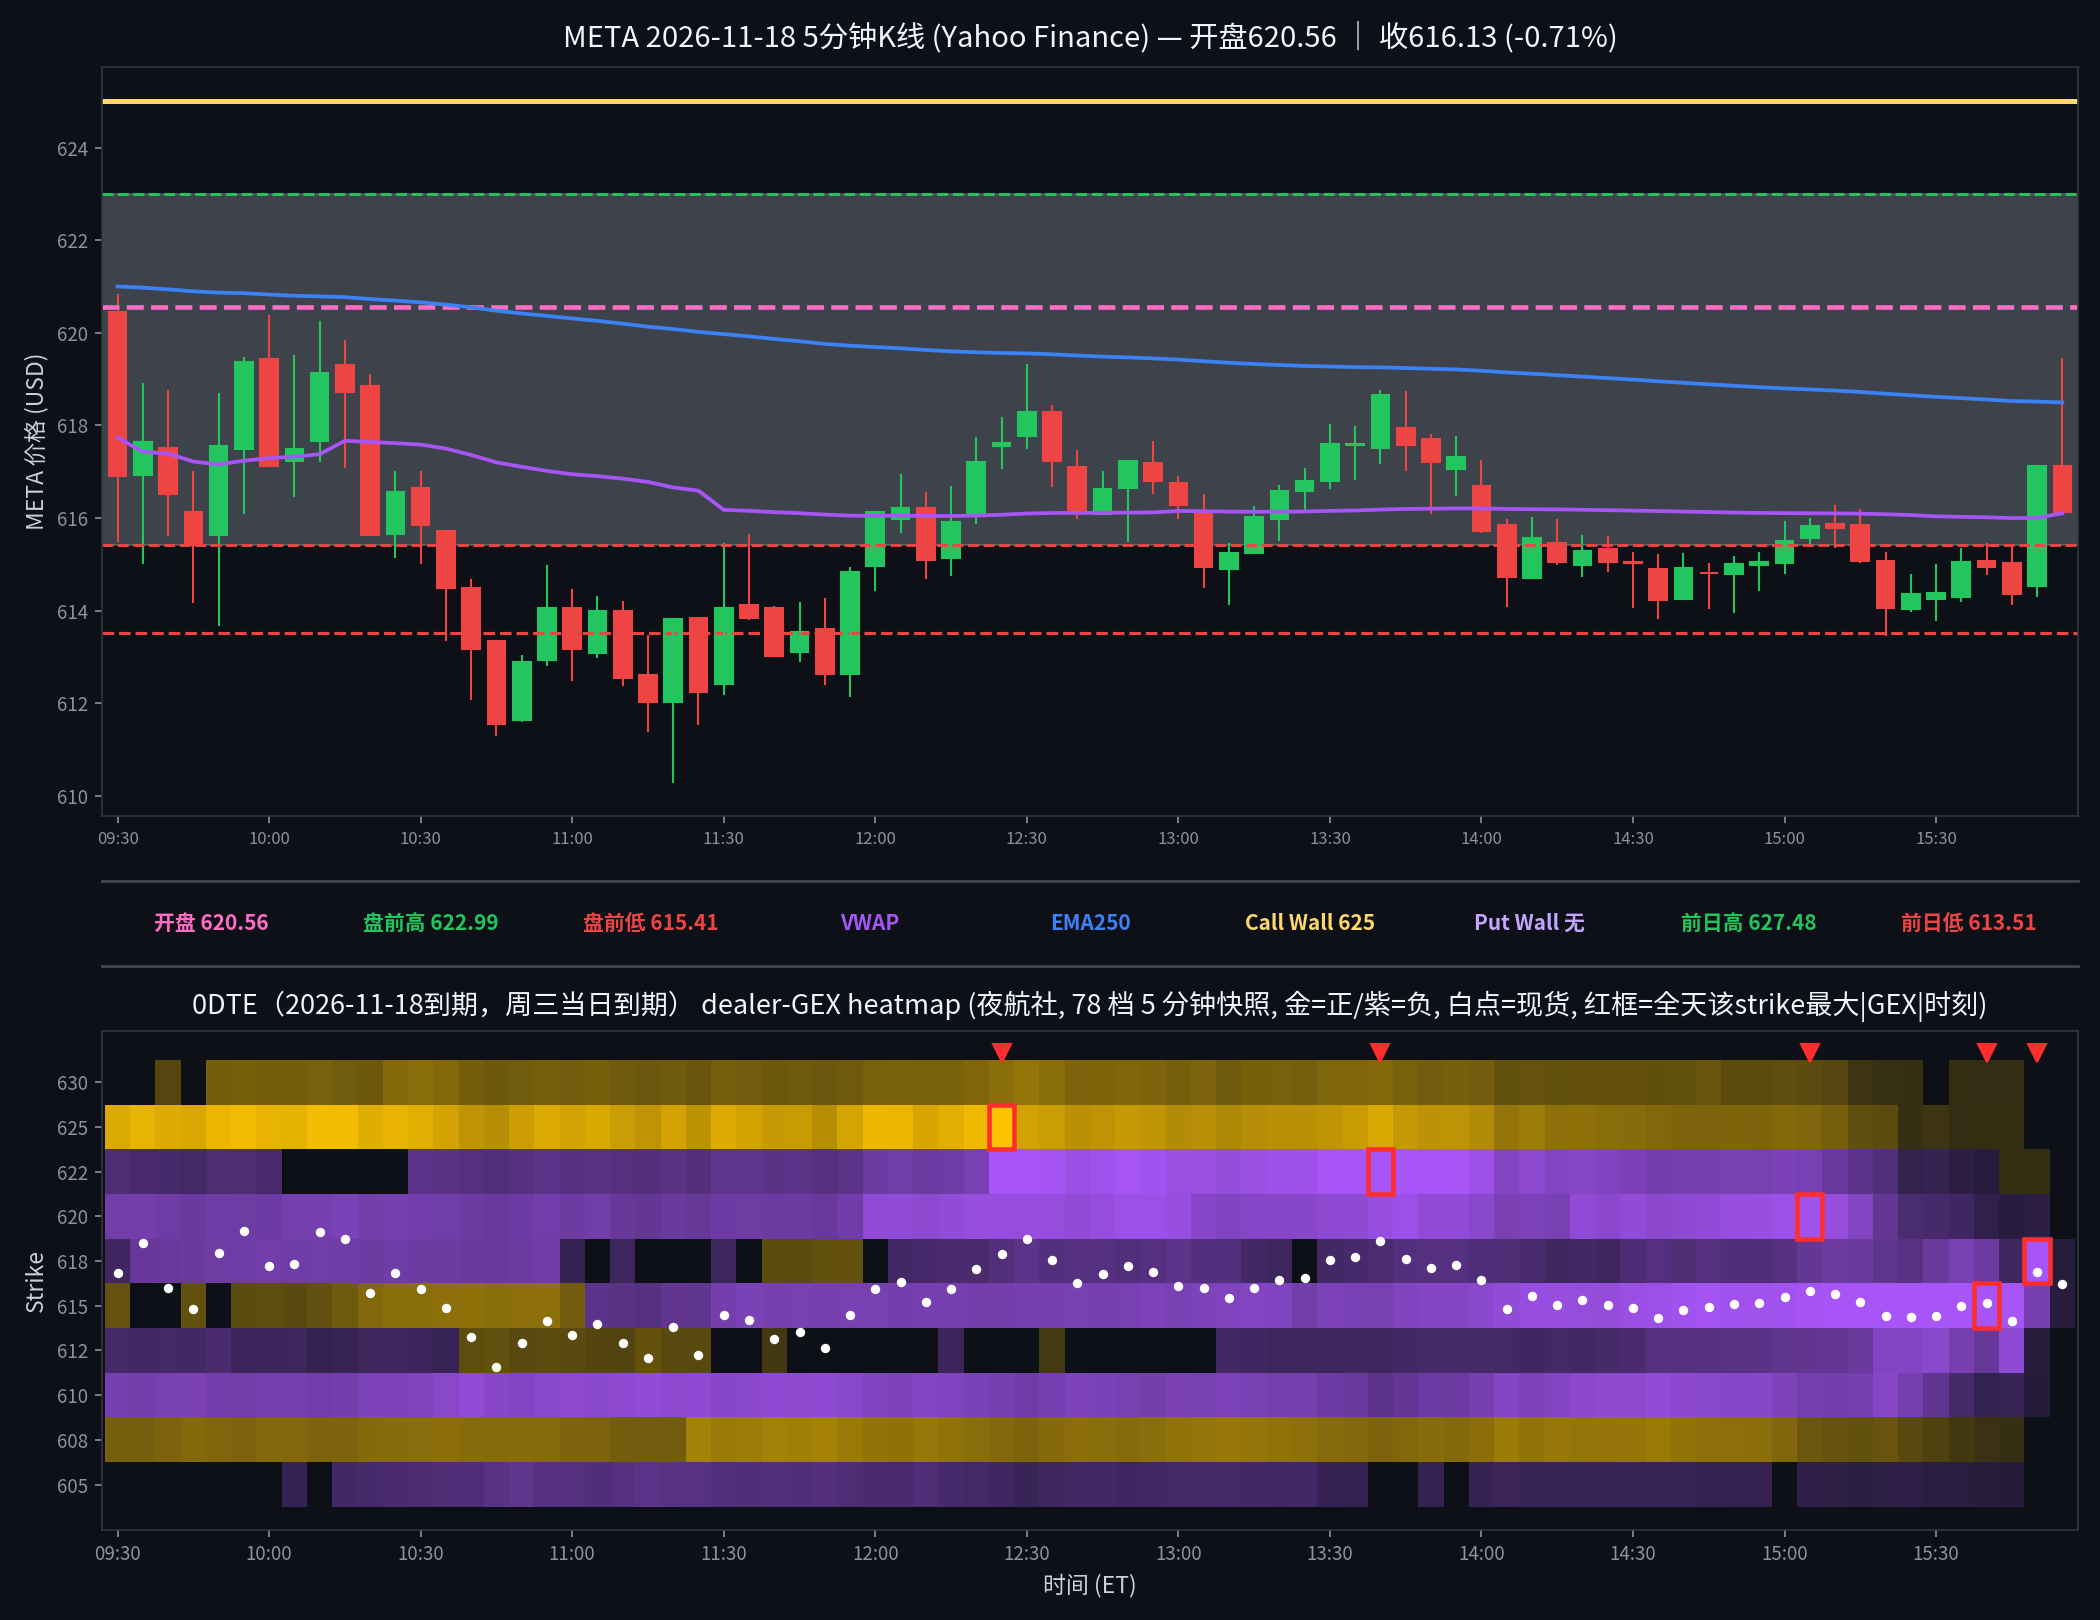 META 2026-11-18 5分钟K线 (Yahoo Finance) — 开盘620.56 ｜ 收616.13 (-0.71%)
META 价格 (USD)
624
622
620
618
616
614
612
610
09:30 10:00 10:30 11:00 11:30 12:00 12:30 13:00 13:30 14:00 14:30 15:00 15:30
开盘 620.56 盘前高 622.99 盘前低 615.41 VWAP EMA250 Call Wall 625 Put Wall 无 前日高 627.48 前日低 613.51
0DTE（2026-11-18到期，周三当日到期） dealer-GEX heatmap (夜航社, 78 档 5 分钟快照, 金=正/紫=负, 白点=现货, 红框=全天该strike最大|GEX|时刻)
Strike
630
625
622
620
618
615
612
610
608
605
09:30 10:00 10:30 11:00 11:30 12:00 12:30 13:00 13:30 14:00 14:30 15:00 15:30
时间 (ET)